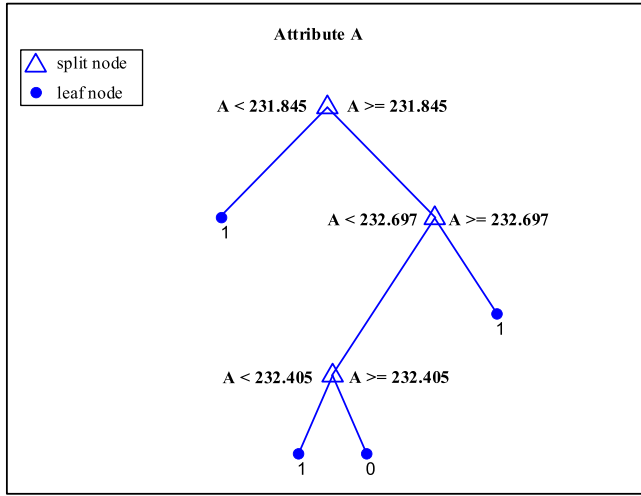 Attribute A
split node
leaf node
A < 231.845 A >= 231.845
1
A < 232.697 A >= 232.697
1
A < 232.405 A >= 232.405
1 0